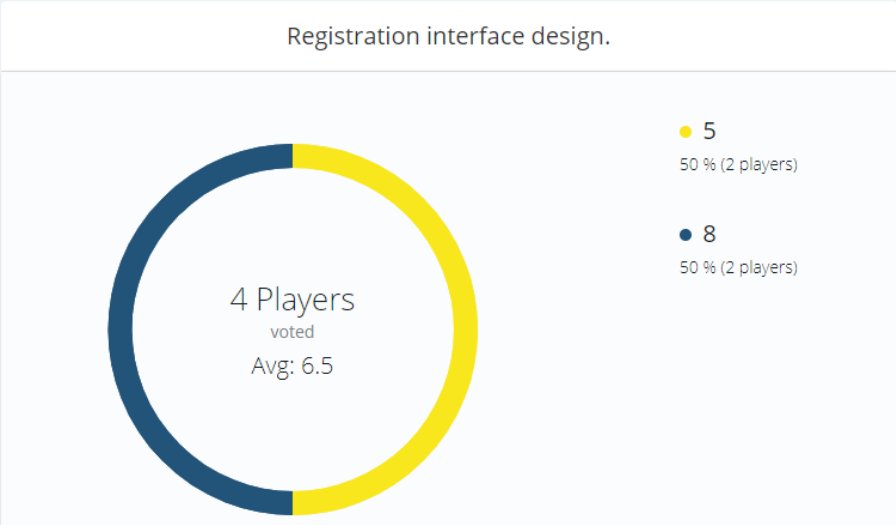 Registration interface design.
5
50 % (2 players)
8
50 % (2 players)
4 Players
voted
Avg: 6.5